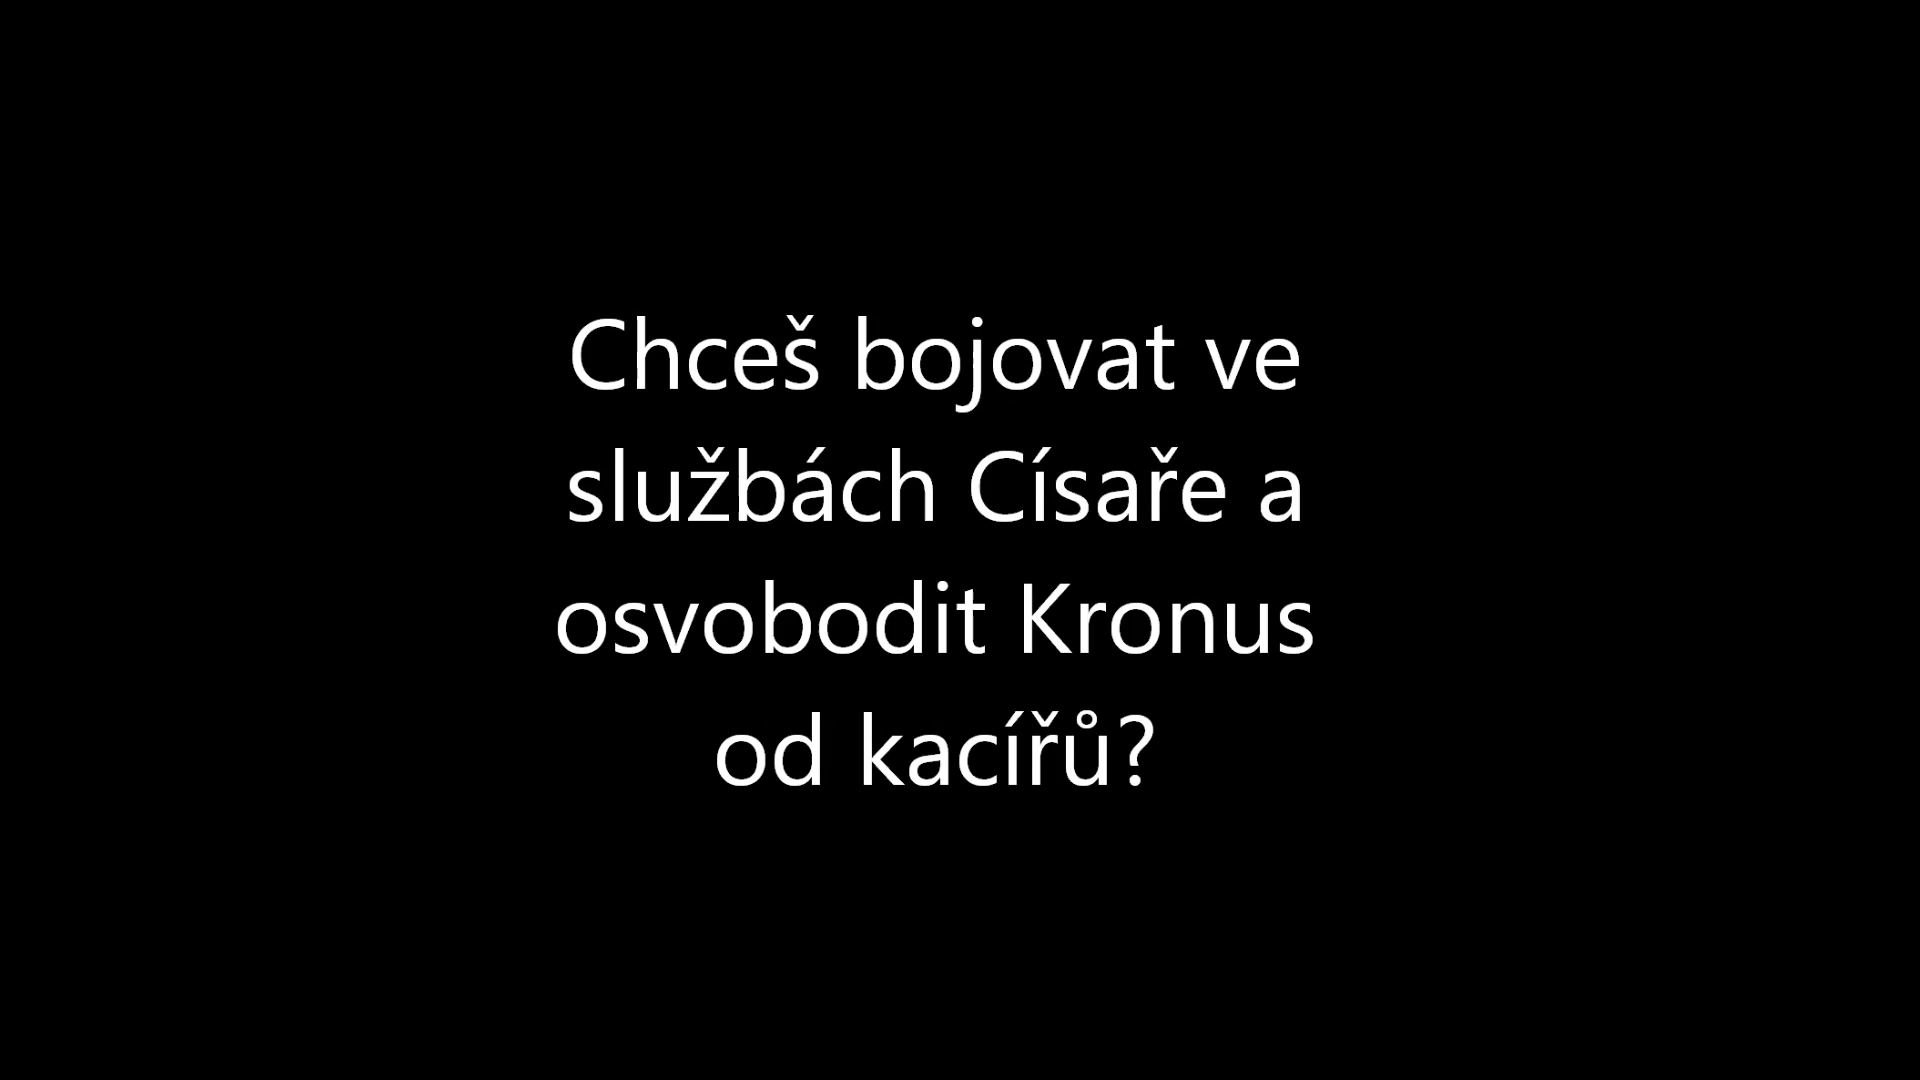 Chceš bojovat ve
službách Císaře a
osvobodit Kronus
od kacířů?